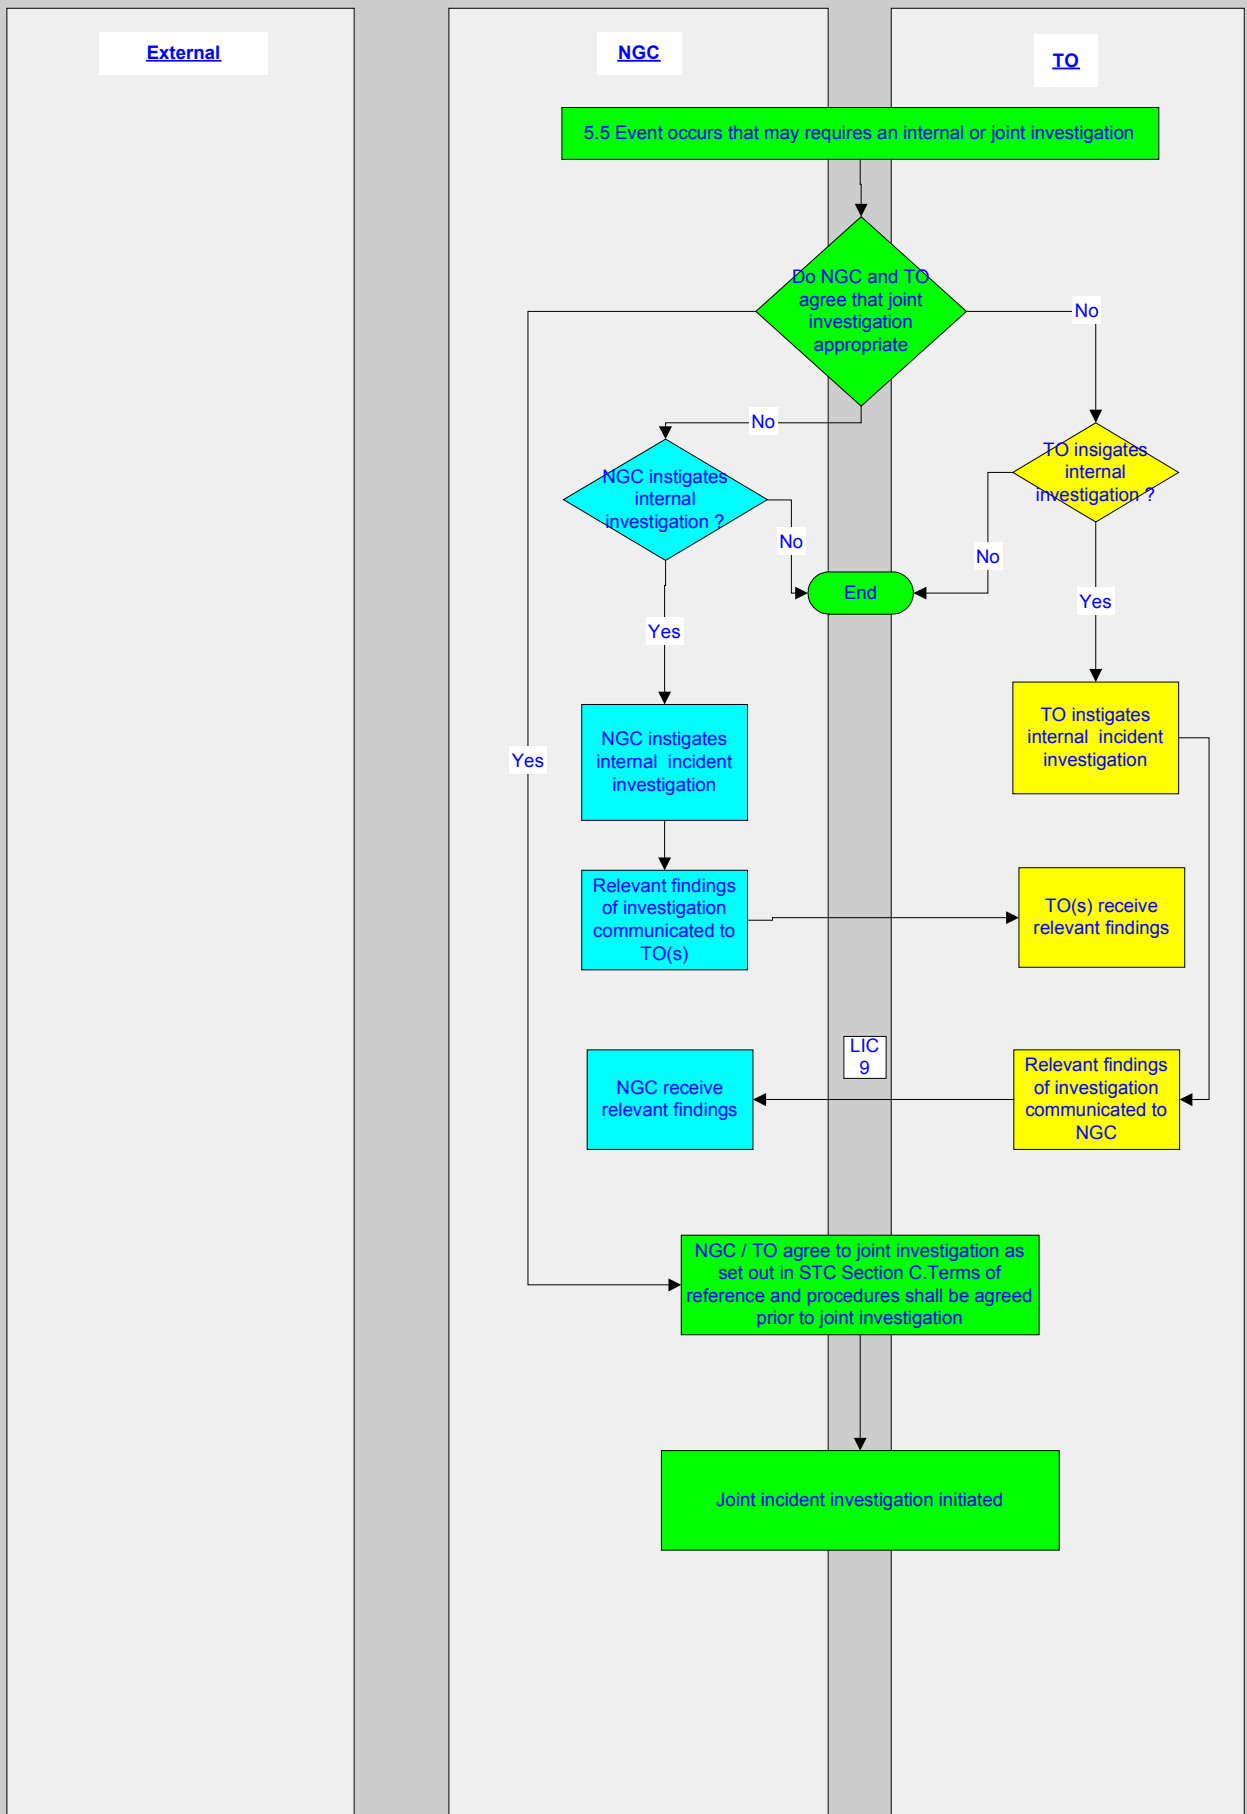 External
NGC
TO
5.5 Event occurs that may requires an internal or joint investigation
Do NGC and TO
agree that joint
investigation
appropriate
No
No
TO insigates
internal
investigation ?
NGC instigates
internal
investigation ?
No
No
End
Yes
Yes
TO instigates
internal  incident
investigation
NGC instigates
internal  incident
investigation
Yes
Relevant findings
of investigation
communicated to
TO(s)
TO(s) receive
relevant findings
LIC
9
NGC receive
relevant findings
Relevant findings
of investigation
communicated to
NGC
NGC / TO agree to joint investigation as
set out in STC Section C.Terms of
reference and procedures shall be agreed
prior to joint investigation
Joint incident investigation initiated